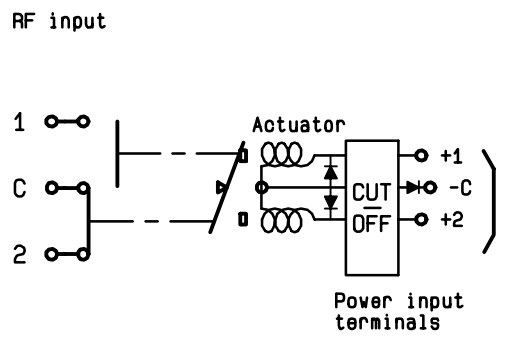 RF input
Actuator
1
+1
C
CUT
-C
OFF
+2
2
Power input
terminals